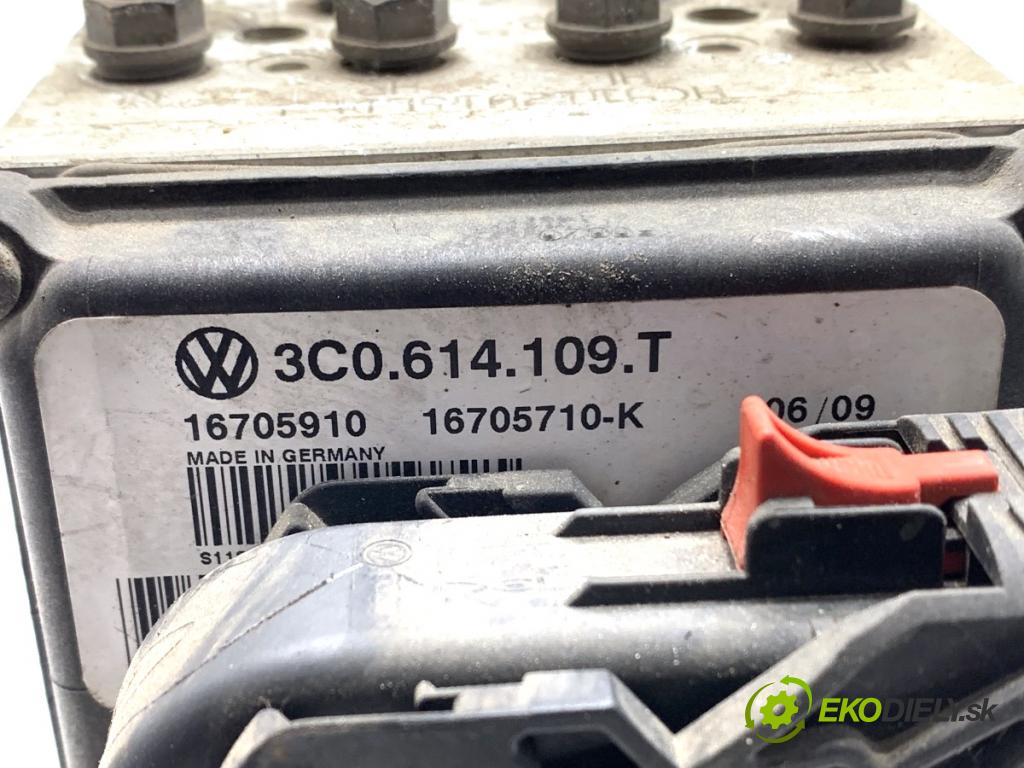 3C0.614.109.T
16705910 16705710-K 06/09
MADE IN GERMANY
EKODIELY.sk